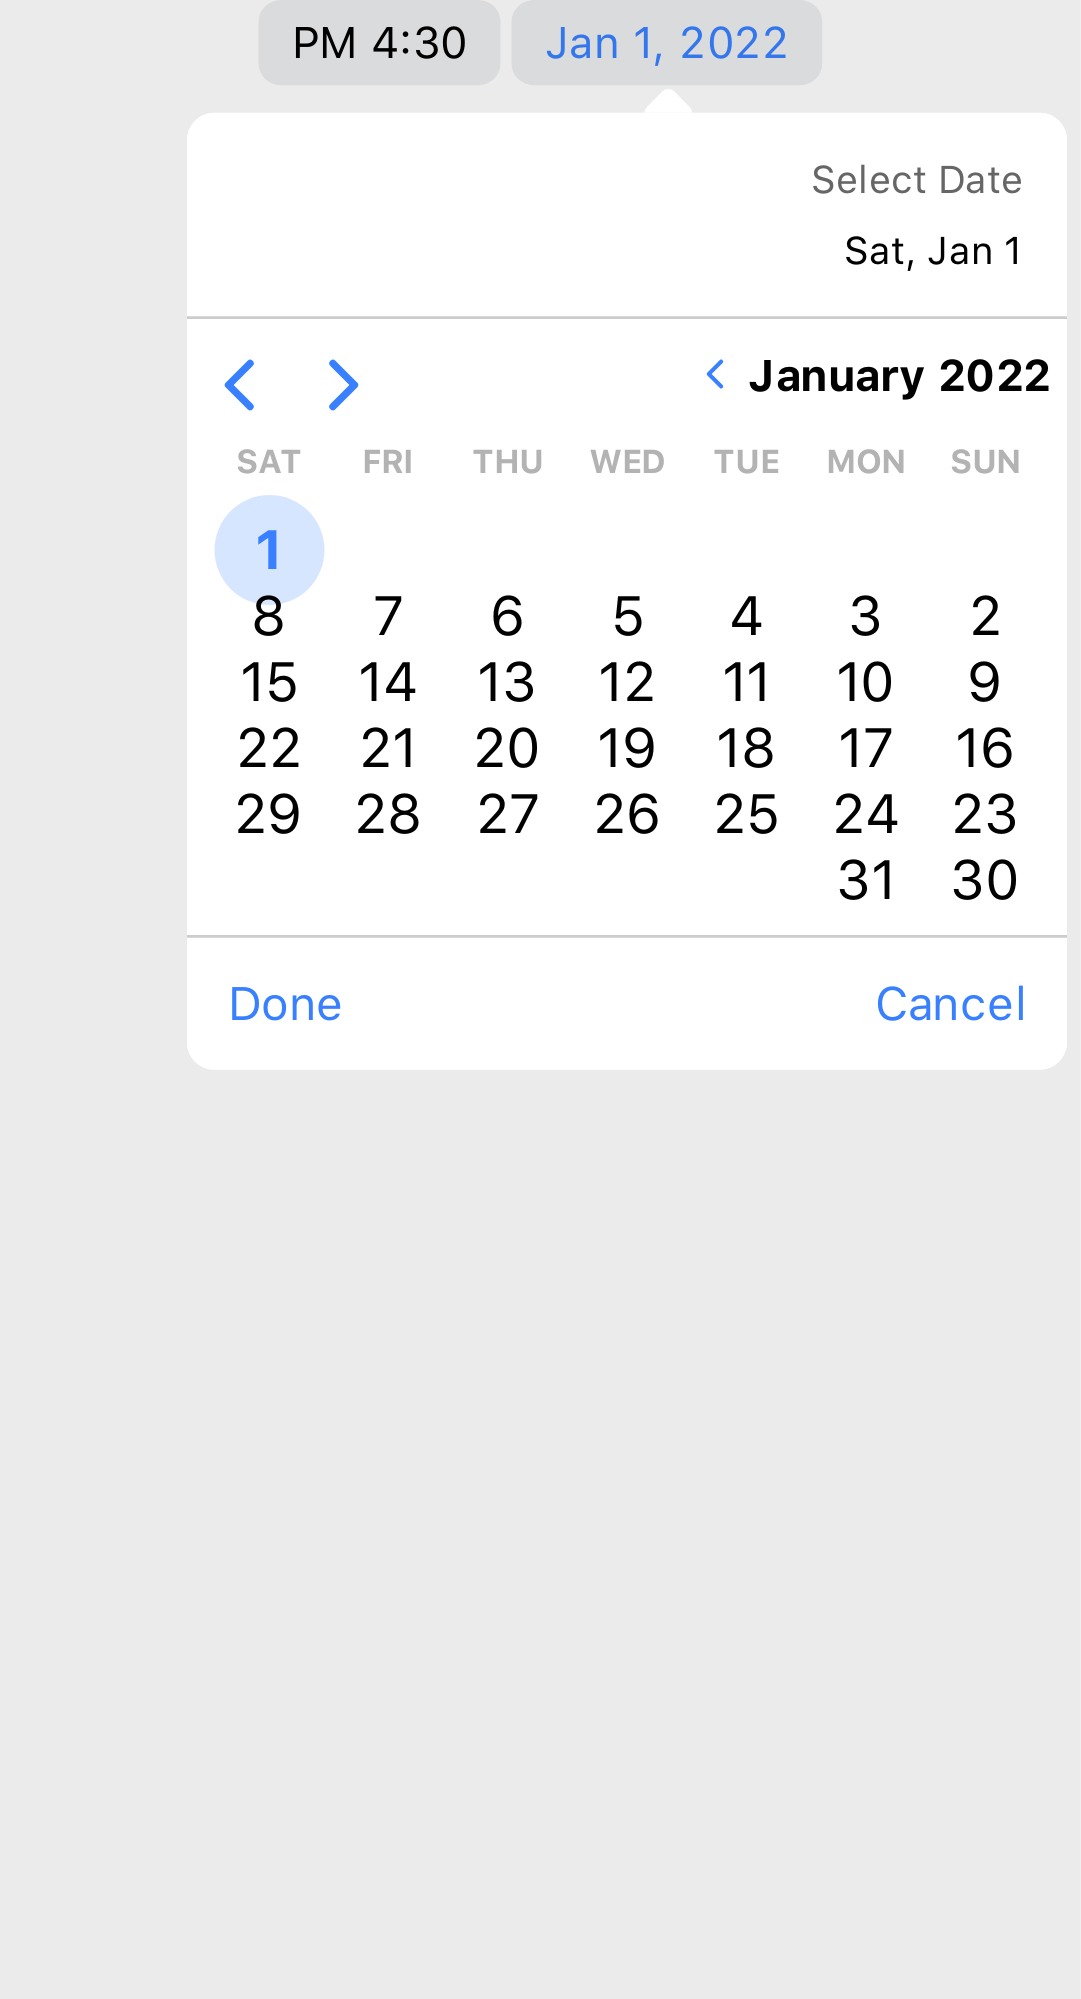 PM 4:30 Jan 1, 2022
Select Date
Sat, Jan 1
January 2022
SAT FRI THU WED TUE MON SUN
1
8 7 6 5 4 3 2
15 14 13 12 11 10 9
22 21 20 19 18 17 16
29 28 27 26 25 24 23
31 30
Done Cancel